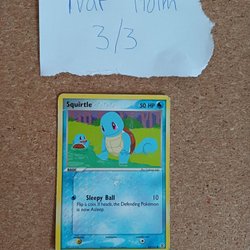 Ivar Holm
3/3
Squirtle 50 HP
Sleepy Ball 10
Flip a coin. If heads, the Defending Pokémon
is now Asleep.